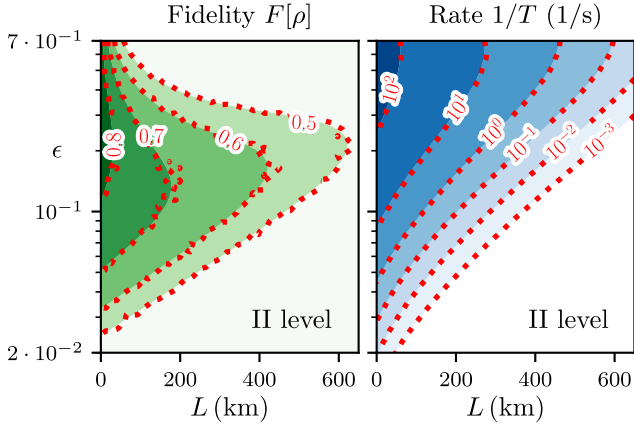 Fidelity F[ρ]
Rate 1/T (1/s)
7 · 10⁻¹
ϵ
10⁻¹
2 · 10⁻²
0.8
0.7
0.6
0.5
II level
10²
10¹
10⁰
10⁻¹
10⁻²
10⁻³
II level
0
200
400
600
0
200
400
600
L (km)
L (km)